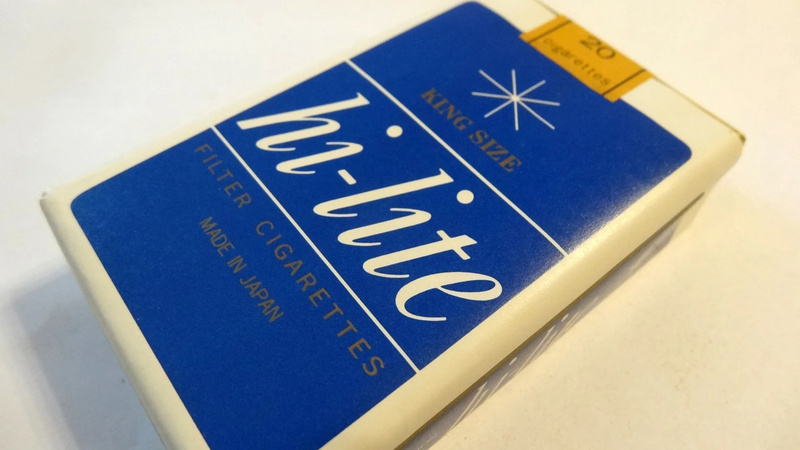 20
cigarettes
KING SIZE
hi-lite
FILTER CIGARETTES
MADE IN JAPAN